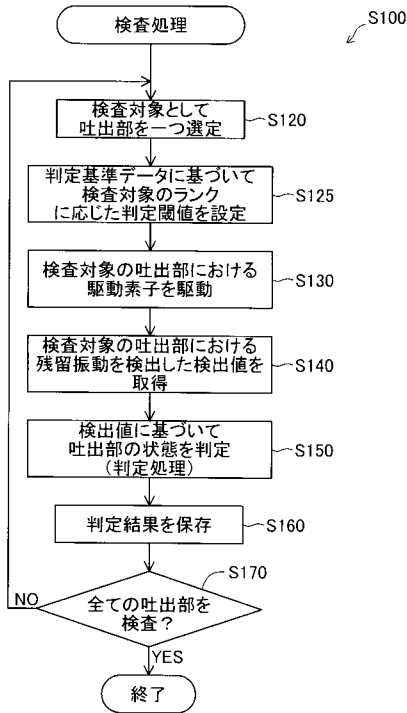 S100
検査処理
検査対象として
吐出部を一つ選定
S120
判定基準データに基づいて
検査対象のランク
に応じた判定閾値を設定
S125
検査対象の吐出部における
駆動素子を駆動
S130
検査対象の吐出部における
残留振動を検出した検出値を
取得
S140
検出値に基づいて
吐出部の状態を判定
(判定処理)
S150
判定結果を保存
S160
S170
全ての吐出部を
検査？
NO
YES
終了